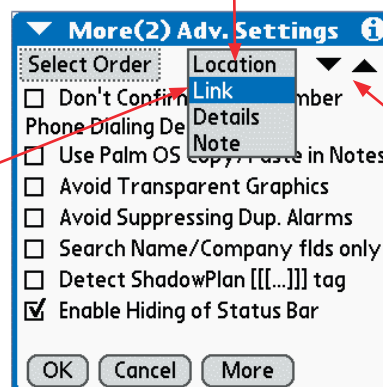 More(2) Adv. Settings i
Select Order Location
Link
Details
Note
Don't Confirm mber
Phone Dialing De
Use Palm OS Copy/Paste in Notes
Avoid Transparent Graphics
Avoid Suppressing Dup. Alarms
Search Name/Company flds only
Detect ShadowPlan [[[...]]] tag
Enable Hiding of Status Bar
OK Cancel More